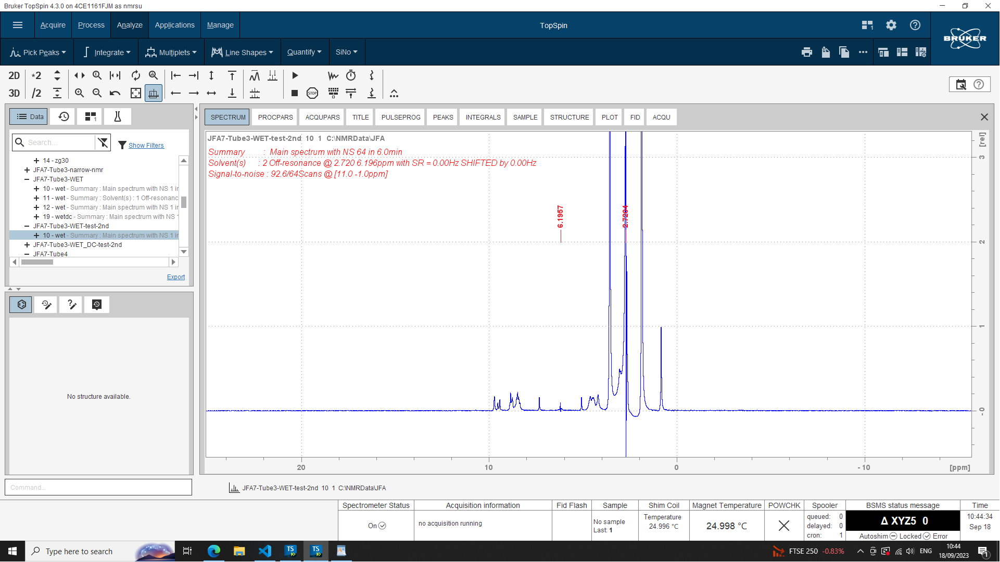 Bruker TopSpin 4.3.0 on 4CE1161FJM as nmrsu
Acquire Process Analyze Applications Manage
TopSpin
BRUKER
Pick Peaks Integrate Multiplets Line Shapes Quantify SiNo
2D *2
3D /2
STOP
Data
SPECTRUM PROCPARS ACQUPARS TITLE PULSEPROG PEAKS INTEGRALS SAMPLE STRUCTURE PLOT FID ACQU
Search...
Show Filters
14 - zg30
JFA7-Tube3-narrow-nmr
JFA7-Tube3-WET
10 - wet - Summary : Main spectrum with NS 1 in
11 - wet - Summary : Solvent(s) : 1 Off-resonanc
12 - wet - Summary : Main spectrum with NS 1 in
19 - wetdc - Summary : Main spectrum with NS 1
JFA7-Tube3-WET-test-2nd
10 - wet - Summary : Main spectrum with NS 1 in
JFA7-Tube3-WET_DC-test-2nd
JFA7-Tube4
Export
No structure available.
Command...
JFA7-Tube3-WET-test-2nd 10 1 C:\NMRData\JFA
Summary : Main spectrum with NS 64 in 6.0min
Solvent(s) : 2 Off-resonance @ 2.720 6.196ppm with SR = 0.00Hz SHIFTED by 0.00Hz
Signal-to-noise : 92.6/64Scans @ [11.0 -1.0ppm]
6.1957
[rel]
3
2
1
0
20 10 0 -10 [ppm]
JFA7-Tube3-WET-test-2nd 10 1 C:\NMRData\JFA
Spectrometer Status
On
Acquisition information
no acquisition running
Fid Flash
Sample
No sample
Last: 1
Shim Coil
Temperature
24.996 °C
Magnet Temperature
24.998 °C
POWCHK
Spooler
queued: 0
delayed: 0
cron: 1
BSMS status message
Δ XYZ5 0
Autoshim Locked Error
Time
10:44:34
Sep 18
Type here to search
TS
TS
FTSE 250 -0.83%
ENG
10:44
18/09/2023
1